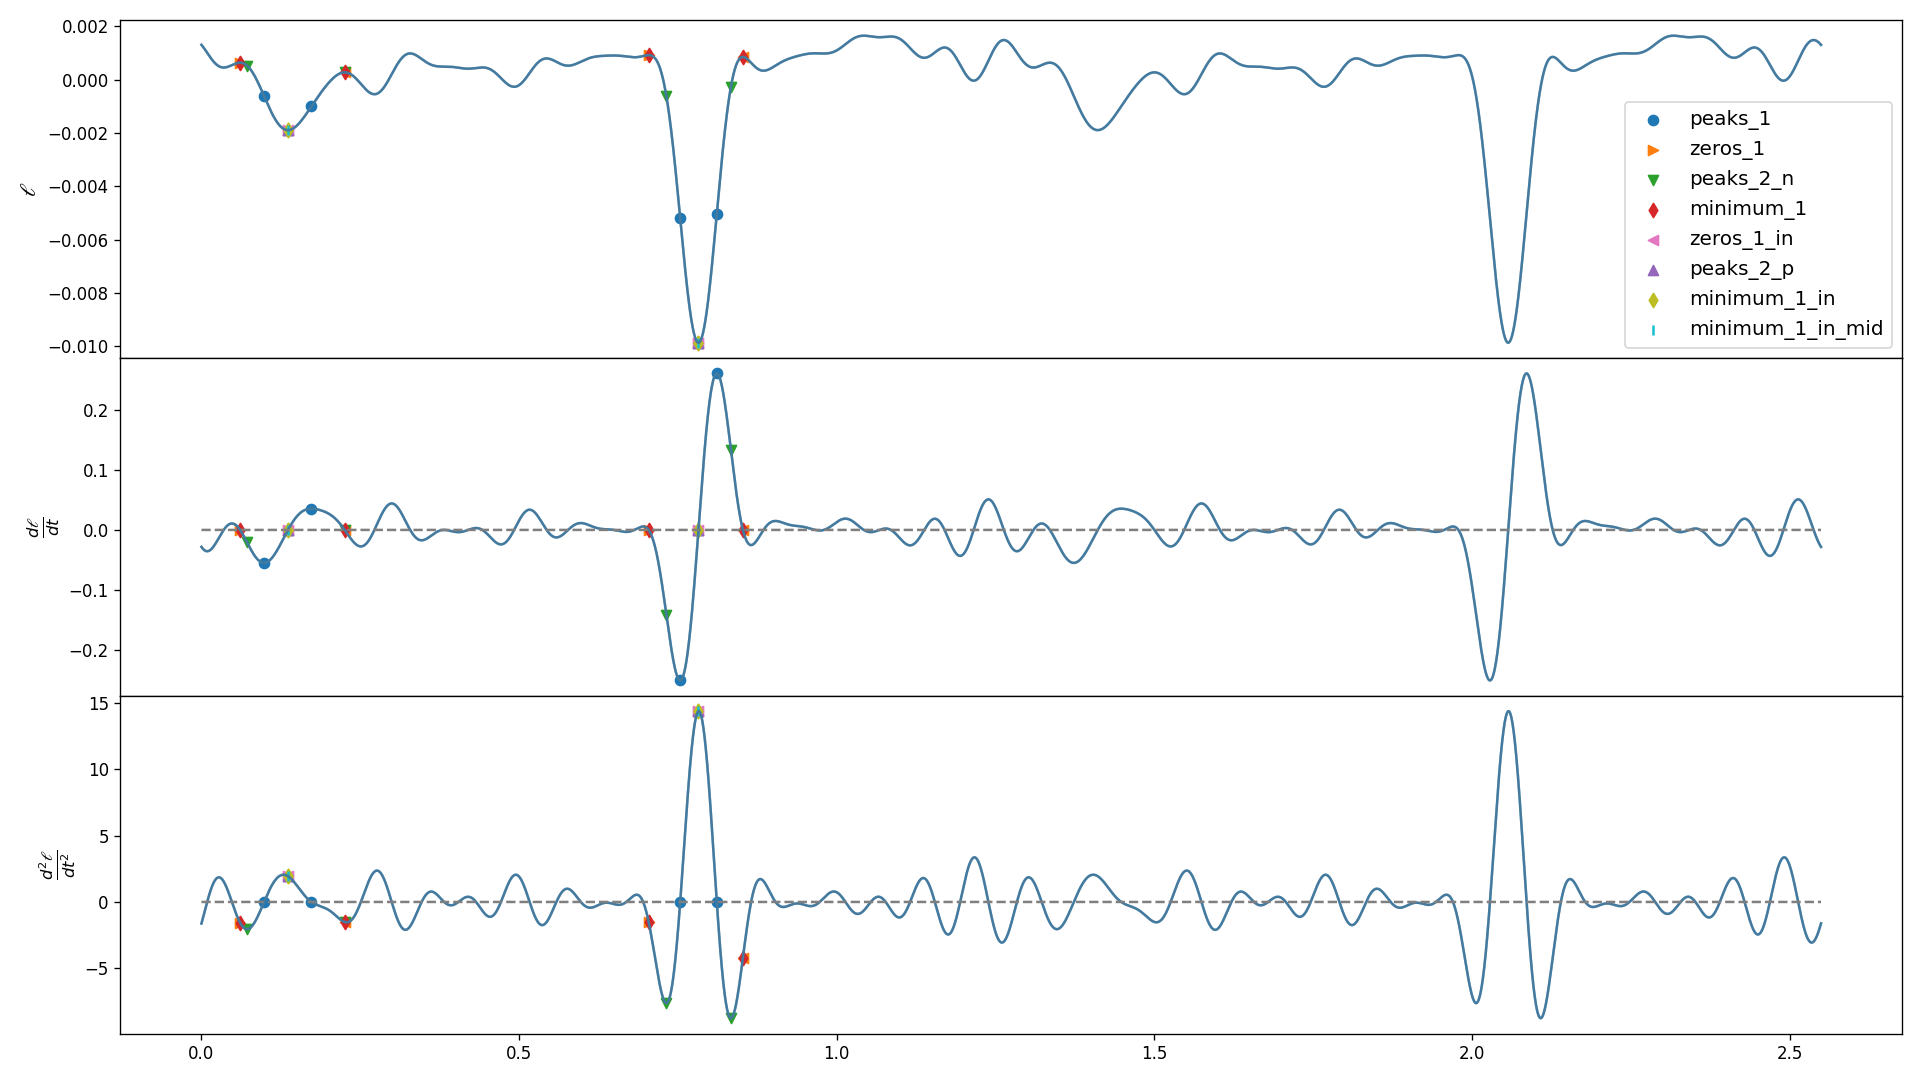 0.002
0.000
−0.002
−0.004
−0.006
−0.008
−0.010
ℓ
peaks_1
zeros_1
peaks_2_n
minimum_1
zeros_1_in
peaks_2_p
minimum_1_in
minimum_1_in_mid
0.2
0.1
0.0
−0.1
−0.2
dℓ
dt
15
10
5
0
−5
d²ℓ
dt²
0.0 0.5 1.0 1.5 2.0 2.5